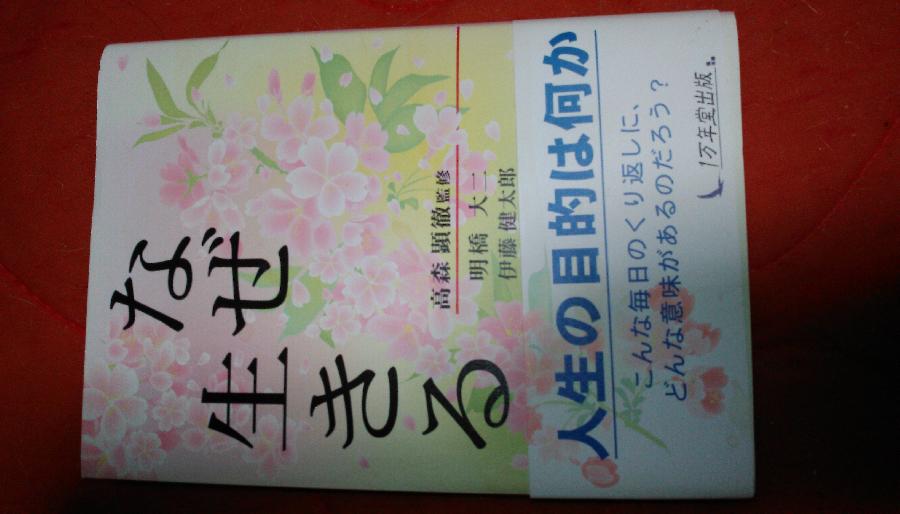 なぜ
生きる
高森 顕徹 監修
明橋 大二
伊藤 健太郎
人生の目的は何か
こんな毎日のくり返しに、
どんな意味があるのだろう？
1万年堂出版